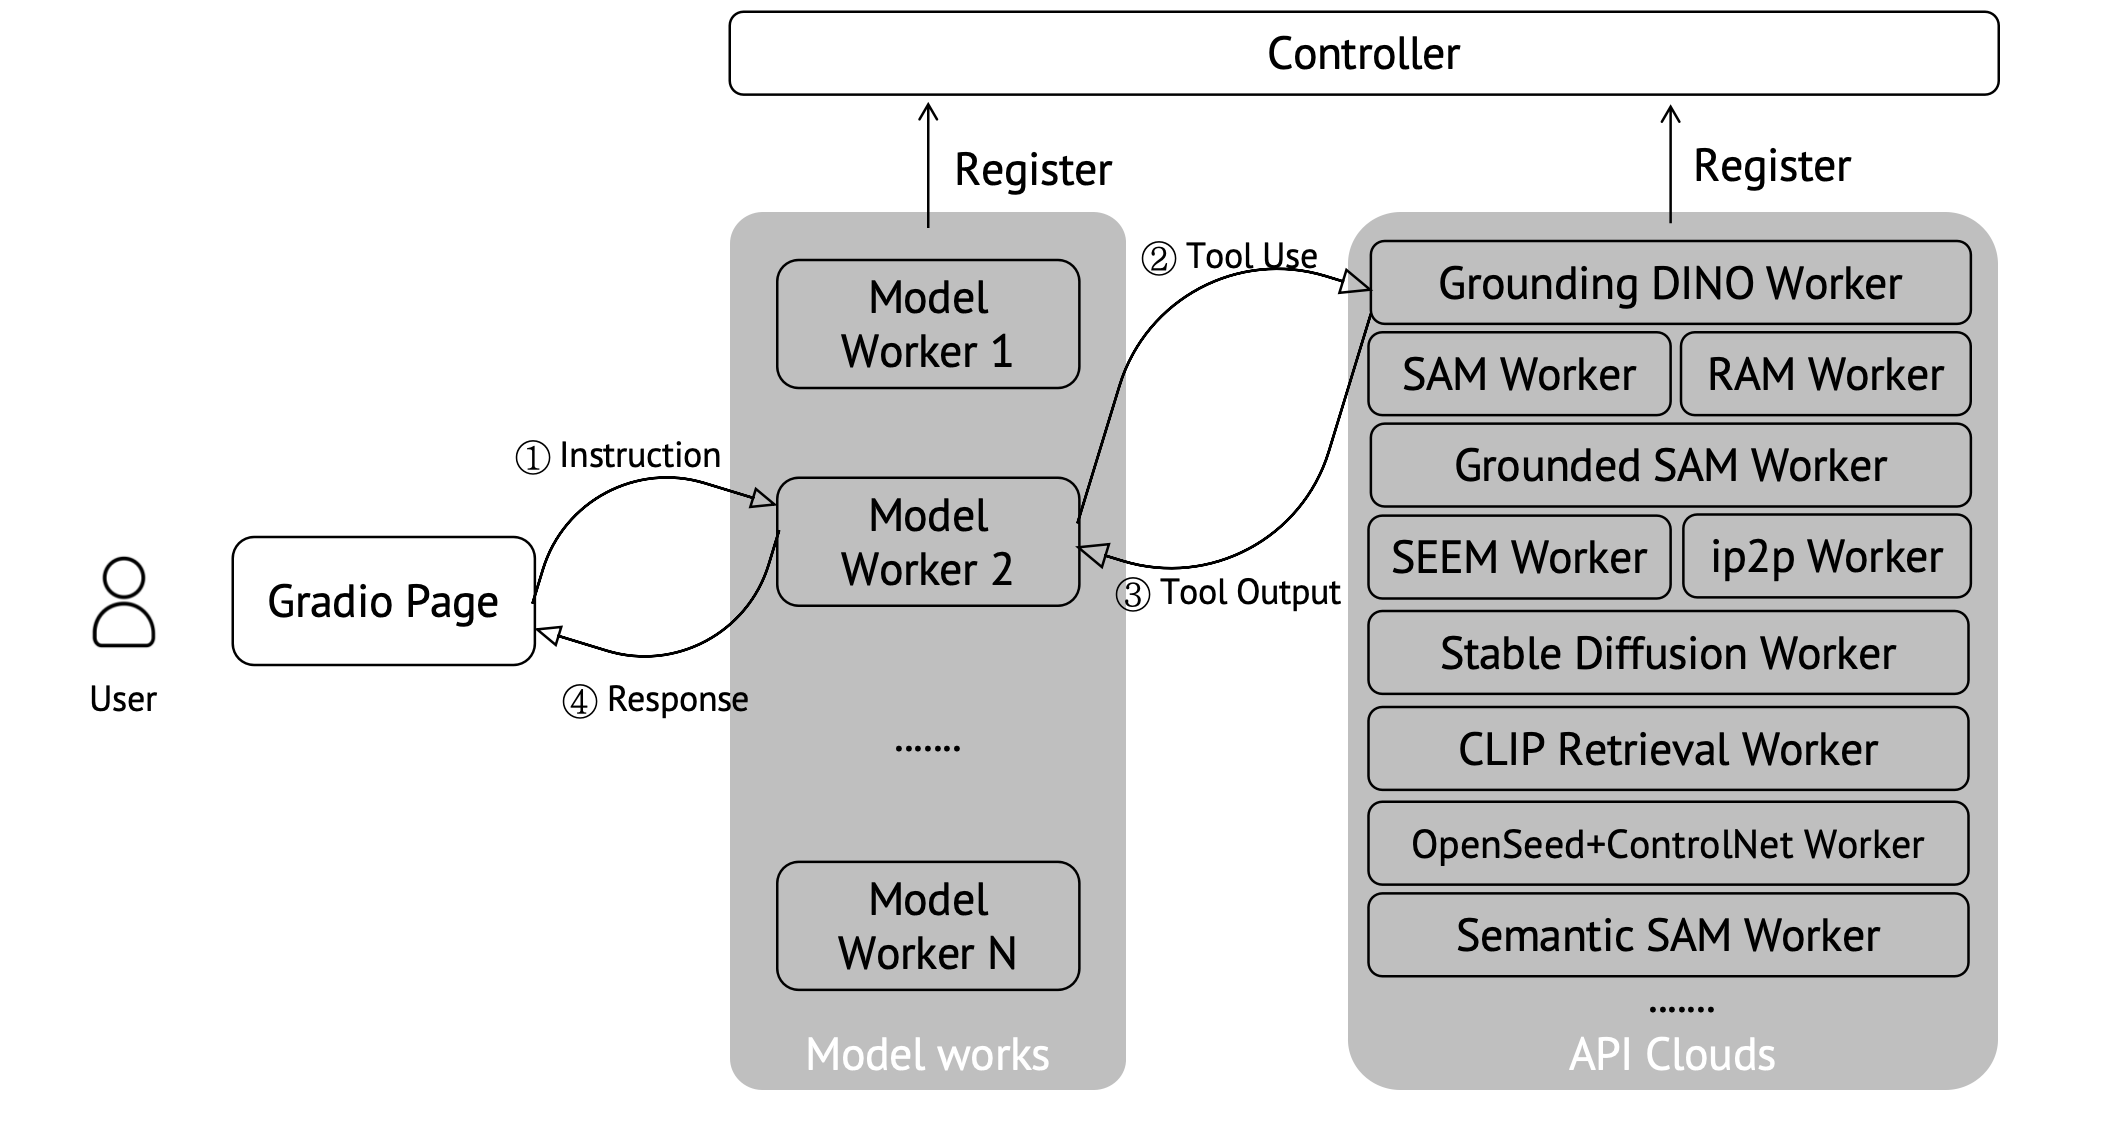 Controller
Register
Register
② Tool Use
Model
Worker 1
Grounding DINO Worker
SAM Worker
RAM Worker
① Instruction
Grounded SAM Worker
Model
Worker 2
SEEM Worker
ip2p Worker
Gradio Page
③ Tool Output
User
④ Response
Stable Diffusion Worker
.......
CLIP Retrieval Worker
OpenSeed+ControlNet Worker
Model
Worker N
Semantic SAM Worker
.......
Model works
API Clouds